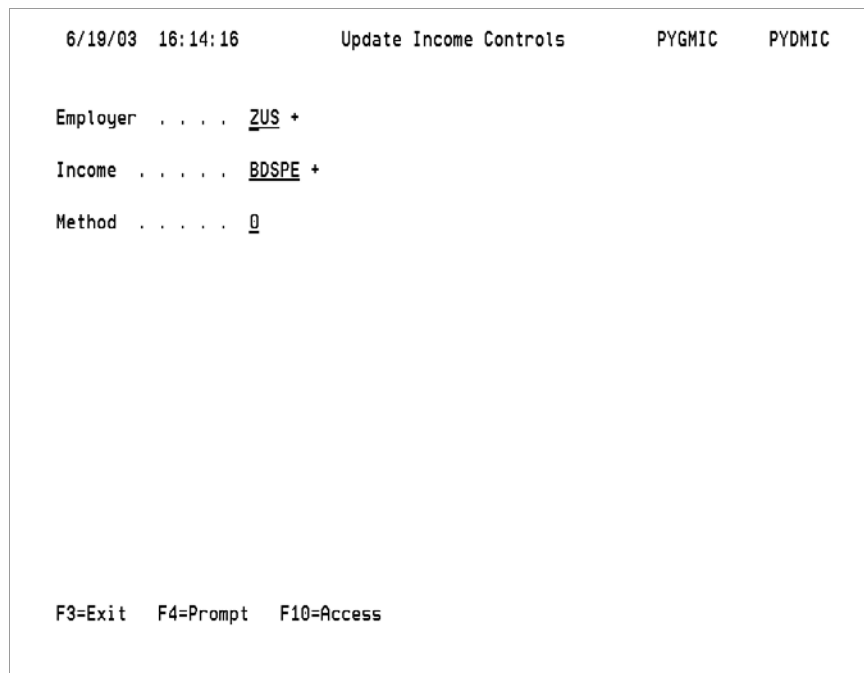 6/19/03 16:14:16 Update Income Controls PYGMIC PYDMIC
Employer . . . . ZUS +
Income . . . . . BDSPE +
Method . . . . . 0
F3=Exit F4=Prompt F10=Access